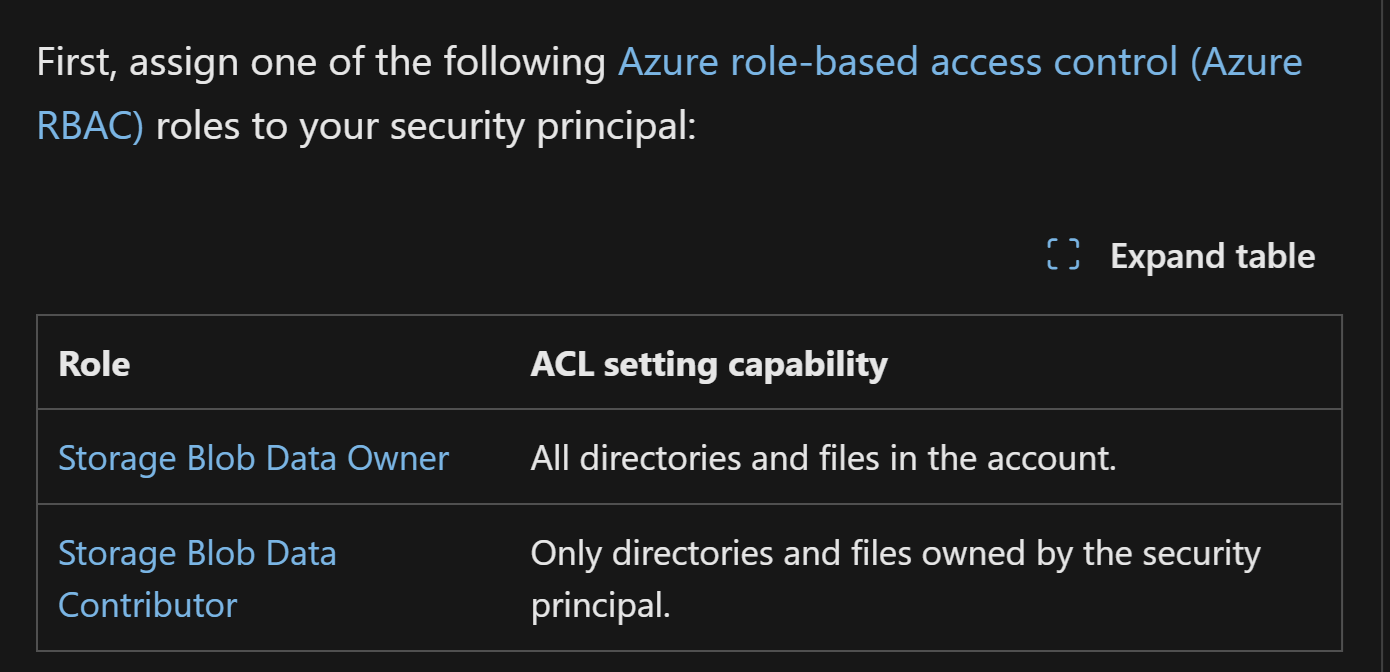 First, assign one of the following Azure role-based access control (Azure
RBAC) roles to your security principal:
Expand table
Role ACL setting capability
Storage Blob Data Owner All directories and files in the account.
Storage Blob Data Only directories and files owned by the security
Contributor principal.